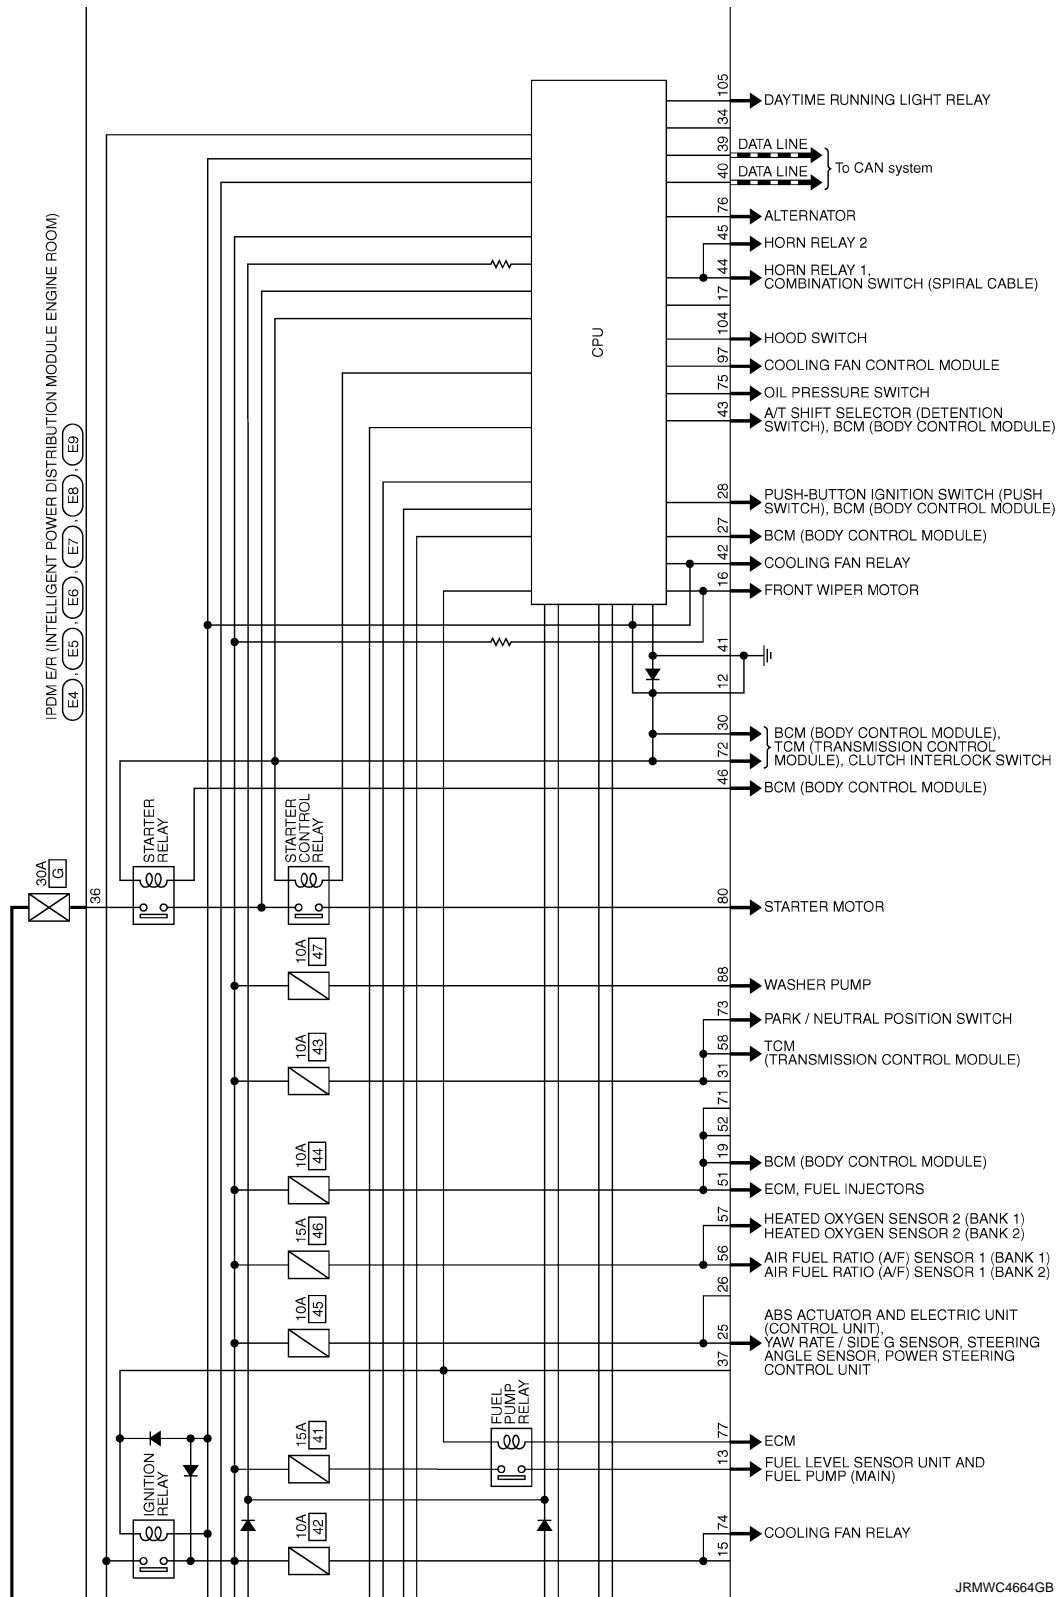 IPDM E/R (INTELLIGENT POWER DISTRIBUTION MODULE ENGINE ROOM)
E4 , E5 , E6 , E7 , E8 , E9
CPU
105
DAYTIME RUNNING LIGHT RELAY
34
39
DATA LINE
40
DATA LINE
To CAN system
76
ALTERNATOR
45
HORN RELAY 2
44
HORN RELAY 1,
COMBINATION SWITCH (SPIRAL CABLE)
17
104
HOOD SWITCH
97
COOLING FAN CONTROL MODULE
75
OIL PRESSURE SWITCH
43
A/T SHIFT SELECTOR (DETENTION
SWITCH), BCM (BODY CONTROL MODULE)
28
PUSH-BUTTON IGNITION SWITCH (PUSH
SWITCH), BCM (BODY CONTROL MODULE)
27
BCM (BODY CONTROL MODULE)
42
COOLING FAN RELAY
16
FRONT WIPER MOTOR
41
12
30
72
BCM (BODY CONTROL MODULE),
TCM (TRANSMISSION CONTROL
MODULE), CLUTCH INTERLOCK SWITCH
46
BCM (BODY CONTROL MODULE)
STARTER
RELAY
STARTER
CONTROL
RELAY
30A
G
36
80
STARTER MOTOR
10A
47
88
WASHER PUMP
73
PARK / NEUTRAL POSITION SWITCH
10A
43
58
TCM
(TRANSMISSION CONTROL MODULE)
31
71
52
10A
44
19
BCM (BODY CONTROL MODULE)
51
ECM, FUEL INJECTORS
15A
46
57
HEATED OXYGEN SENSOR 2 (BANK 1)
HEATED OXYGEN SENSOR 2 (BANK 2)
56
AIR FUEL RATIO (A/F) SENSOR 1 (BANK 1)
AIR FUEL RATIO (A/F) SENSOR 1 (BANK 2)
26
10A
45
25
ABS ACTUATOR AND ELECTRIC UNIT
(CONTROL UNIT),
YAW RATE / SIDE G SENSOR, STEERING
ANGLE SENSOR, POWER STEERING
CONTROL UNIT
37
FUEL
PUMP
RELAY
15A
41
77
ECM
13
FUEL LEVEL SENSOR UNIT AND
FUEL PUMP (MAIN)
IGNITION
RELAY
10A
42
74
COOLING FAN RELAY
15
JRMWC4664GB